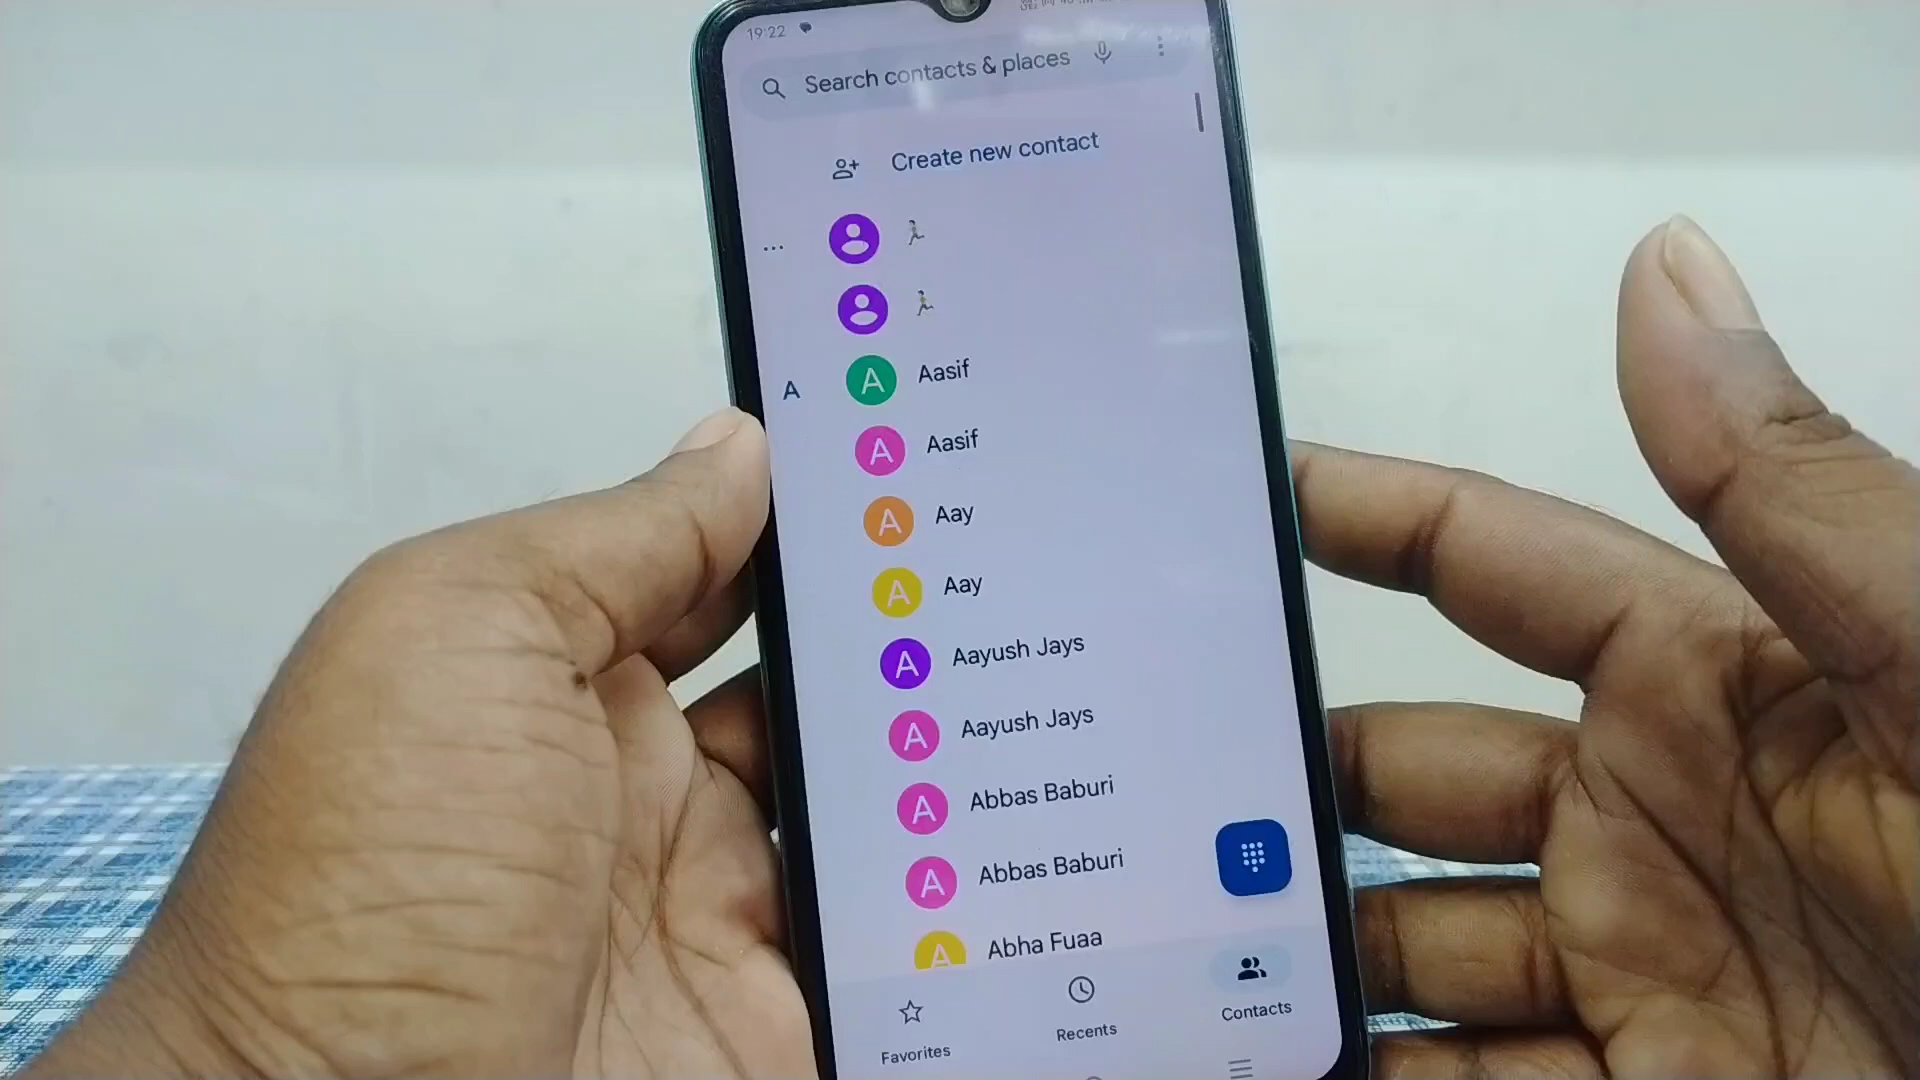 19:22
Search contacts & places
Create new contact
...
A
A Aasif
A Aasif
A Aay
A Aay
A Aayush Jays
A Aayush Jays
A Abbas Baburi
A Abbas Baburi
A Abha Fuaa
Favorites
Recents
Contacts